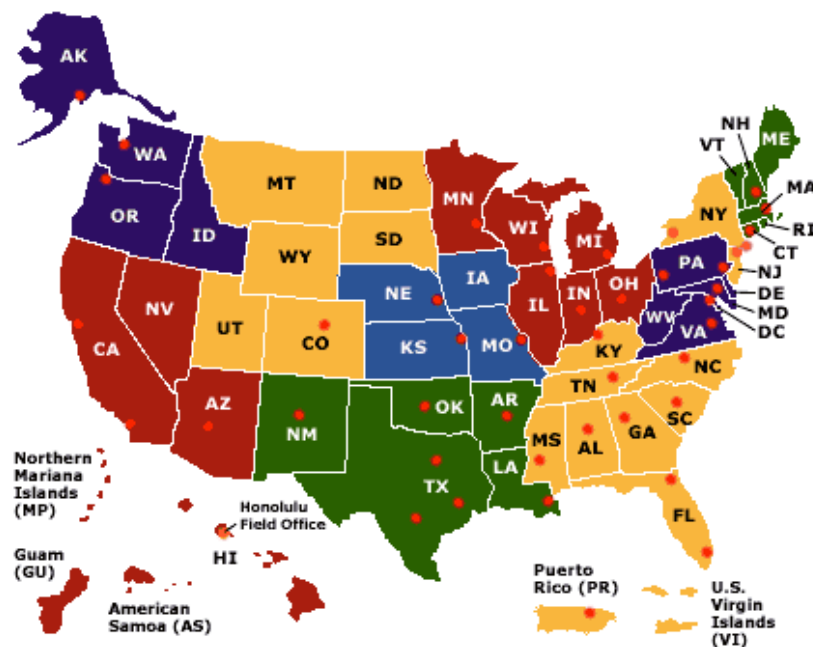 AK
WA
OR
ID
MT
ND
MN
WI
MI
VT
NH
ME
MA
RI
CT
NY
NJ
PA
DE
MD
DC
WV
VA
WY
SD
NE
IA
IL
IN
OH
CA
NV
UT
CO
KS
MO
KY
NC
TN
SC
AZ
NM
OK
AR
MS
AL
GA
LA
TX
FL
Northern
Mariana
Islands
(MP)
Honolulu
Field Office
HI
Guam
(GU)
American
Samoa (AS)
Puerto
Rico (PR)
U.S.
Virgin
Islands
(VI)